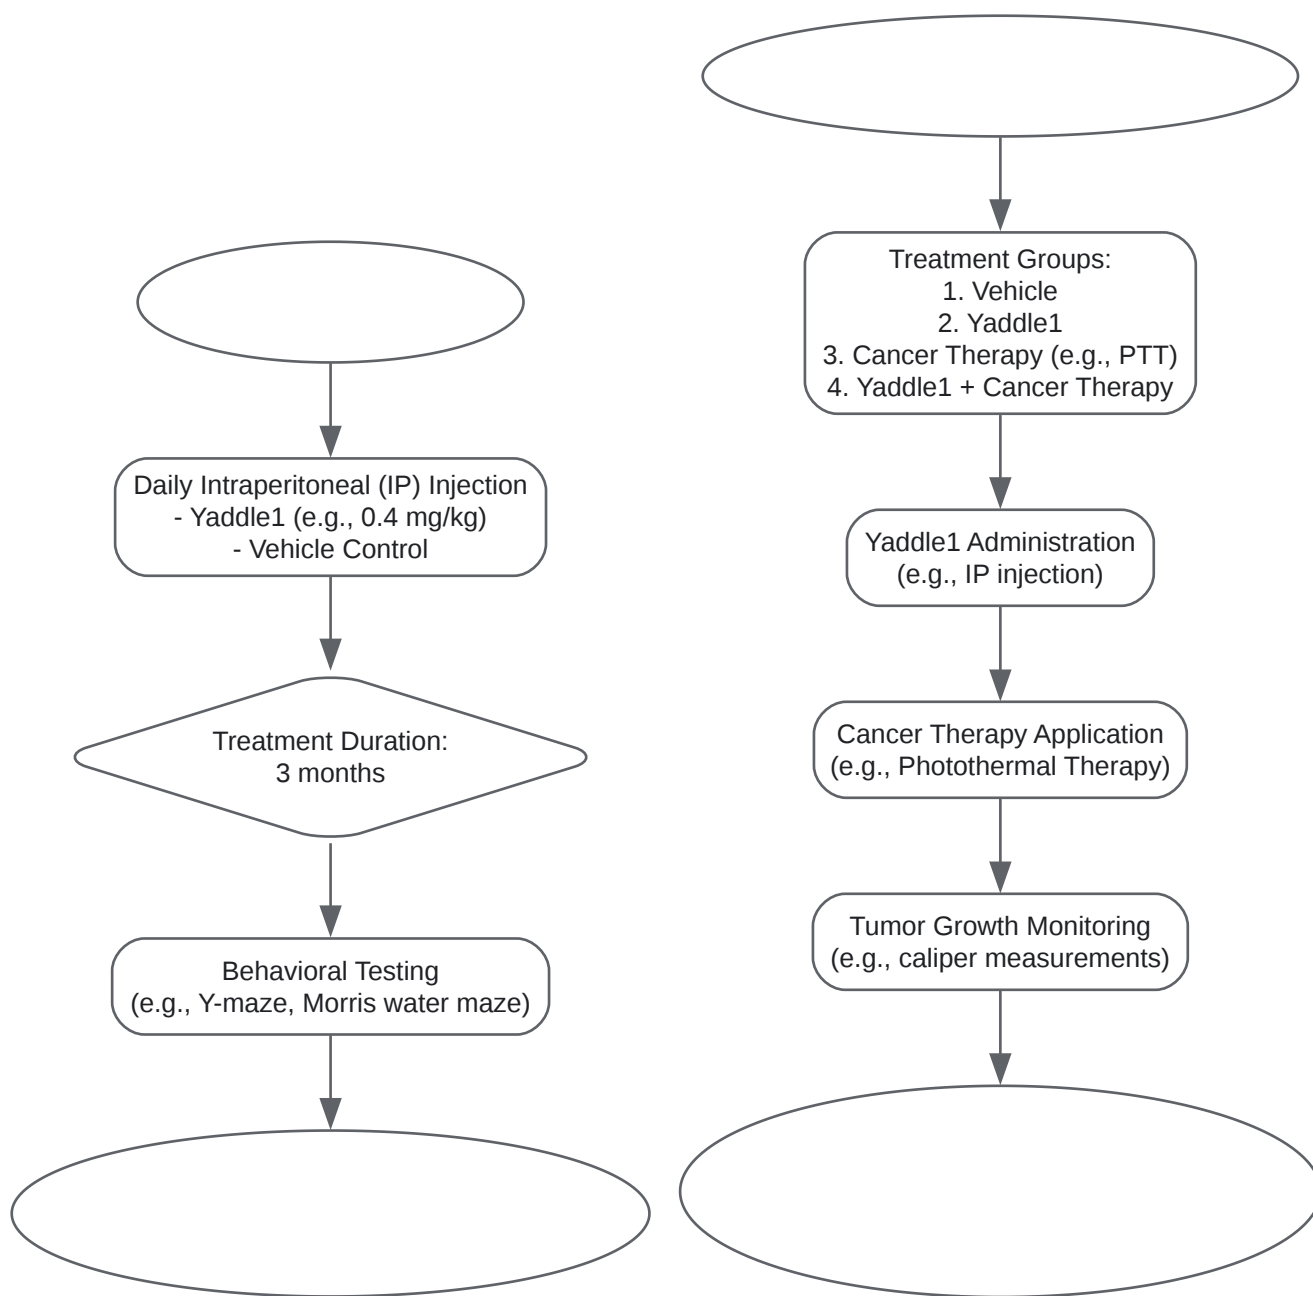 Daily Intraperitoneal (IP) Injection
- Yaddle1 (e.g., 0.4 mg/kg)
- Vehicle Control
Treatment Duration:
3 months
Behavioral Testing
(e.g., Y-maze, Morris water maze)
Treatment Groups:
1. Vehicle
2. Yaddle1
3. Cancer Therapy (e.g., PTT)
4. Yaddle1 + Cancer Therapy
Yaddle1 Administration
(e.g., IP injection)
Cancer Therapy Application
(e.g., Photothermal Therapy)
Tumor Growth Monitoring
(e.g., caliper measurements)